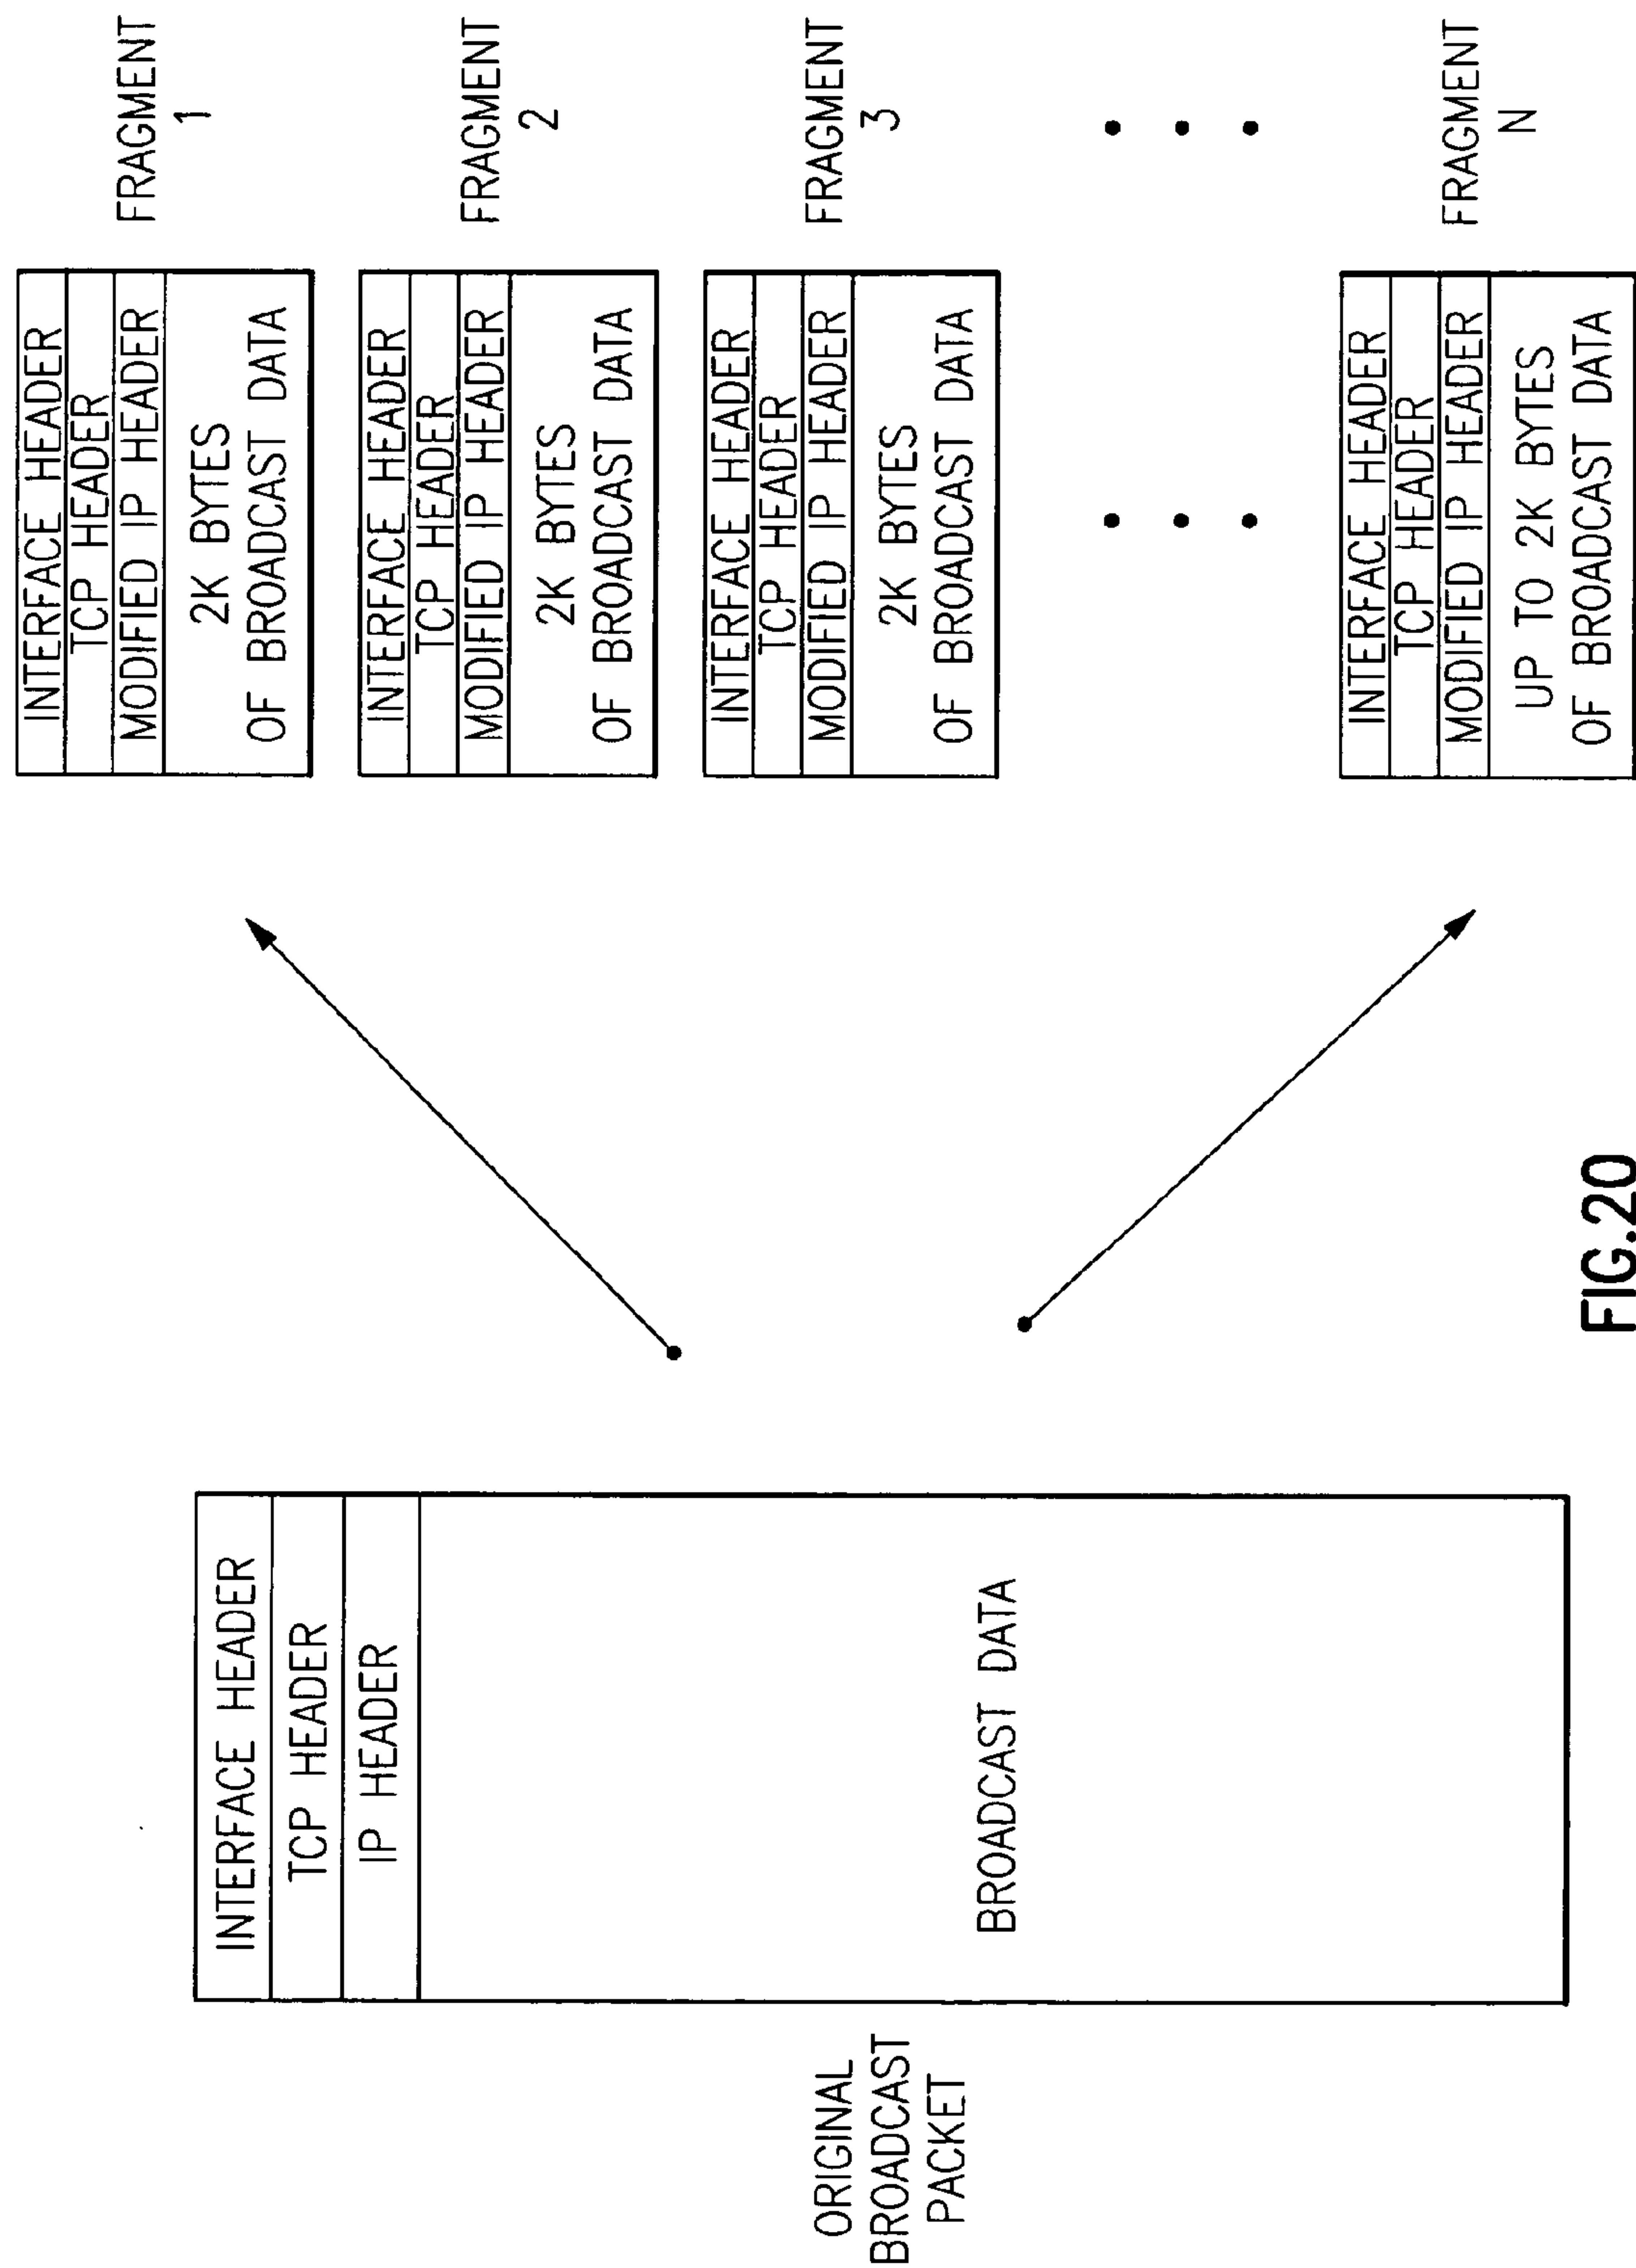 ORIGINAL
BROADCAST
PACKET
INTERFACE HEADER
TCP HEADER
IP HEADER
BROADCAST DATA
INTERFACE HEADER
TCP HEADER
MODIFIED IP HEADER
2K BYTES
OF BROADCAST DATA
FRAGMENT
1
INTERFACE HEADER
TCP HEADER
MODIFIED IP HEADER
2K BYTES
OF BROADCAST DATA
FRAGMENT
2
INTERFACE HEADER
TCP HEADER
MODIFIED IP HEADER
2K BYTES
OF BROADCAST DATA
FRAGMENT
3
INTERFACE HEADER
TCP HEADER
MODIFIED IP HEADER
UP TO 2K BYTES
OF BROADCAST DATA
FRAGMENT
N
FIG.20